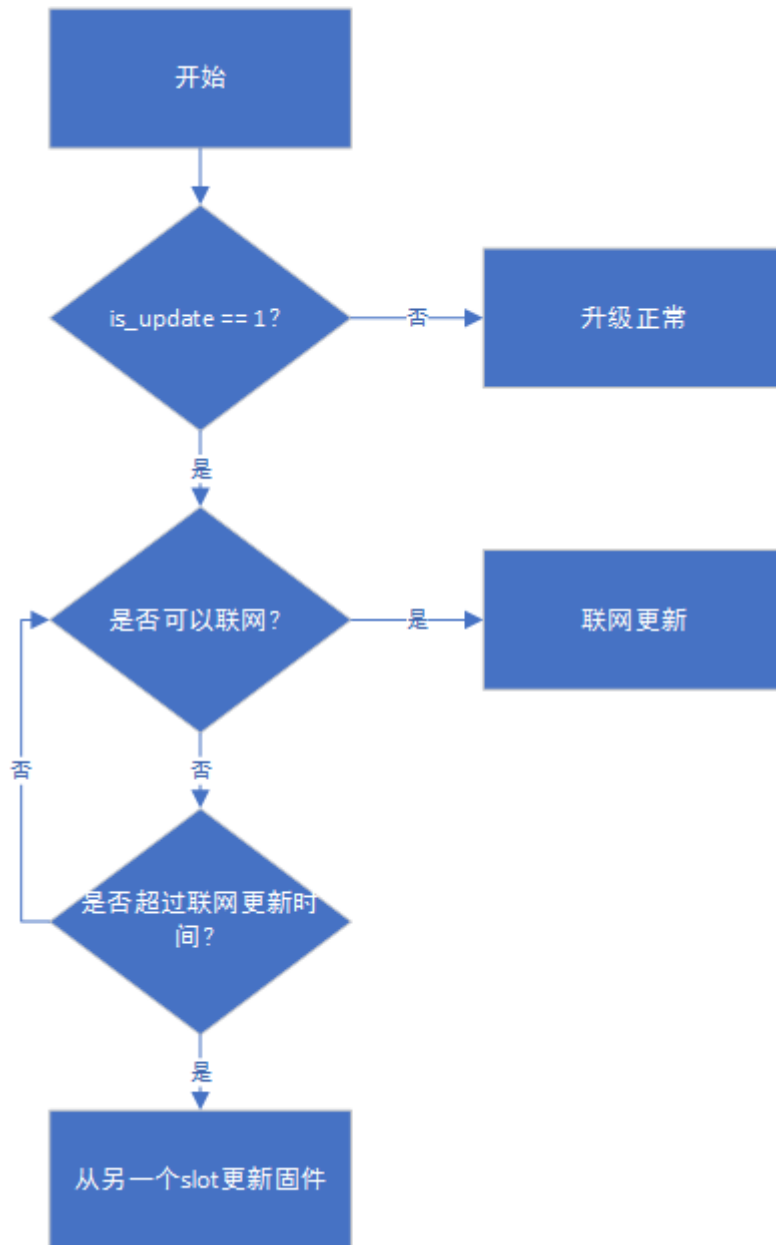 开始
is_update == 1?
否
升级正常
是
是否可以联网?
是
联网更新
否
否
是否超过联网更新时
间?
是
从另一个slot更新固件